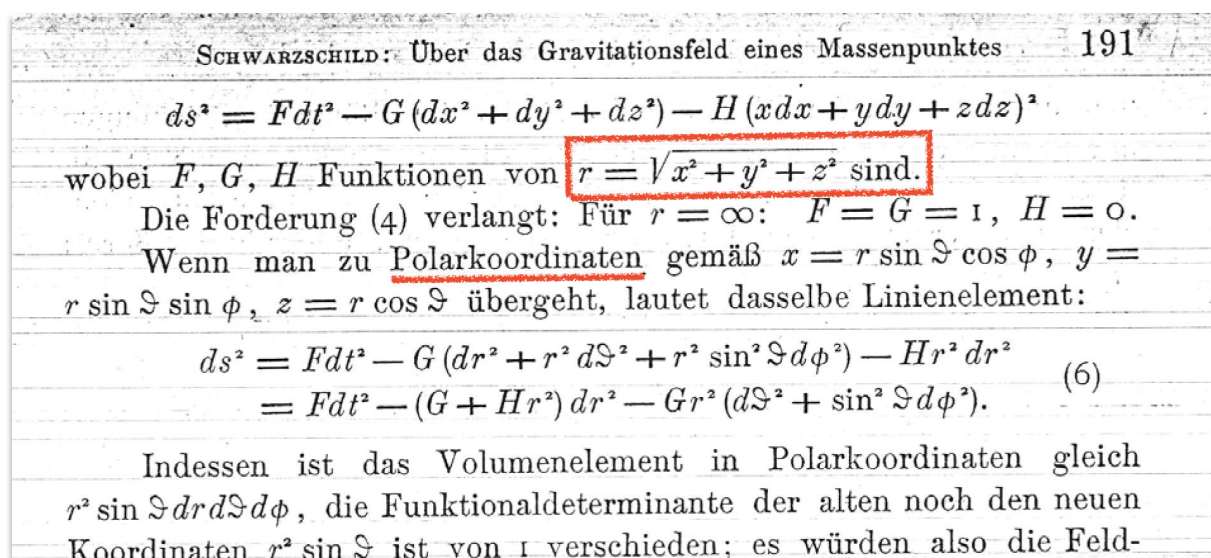 SCHWARZSCHILD: Über das Gravitationsfeld eines Massenpunktes 191
ds² = Fdt² — G(dx² + dy² + dz²) — H(xdx + ydy + zdz)²
wobei F, G, H Funktionen von r = √x² + y² + z² sind.
Die Forderung (4) verlangt: Für r = ∞: F = G = 1, H = 0.
Wenn man zu Polarkoordinaten gemäß x = r sin ϑ cos ϕ, y =
r sin ϑ sin ϕ, z = r cos ϑ übergeht, lautet dasselbe Linienelement:
ds² = Fdt² — G(dr² + r² dϑ² + r² sin² ϑdϕ²) — Hr² dr²
= Fdt² — (G + Hr²) dr² — Gr² (dϑ² + sin² ϑdϕ²). (6)
Indessen ist das Volumenelement in Polarkoordinaten gleich
r² sin ϑdrdϑdϕ, die Funktionaldeterminante der alten noch den neuen
Koordinaten r² sin ϑ ist von 1 verschieden; es würden also die Feld-